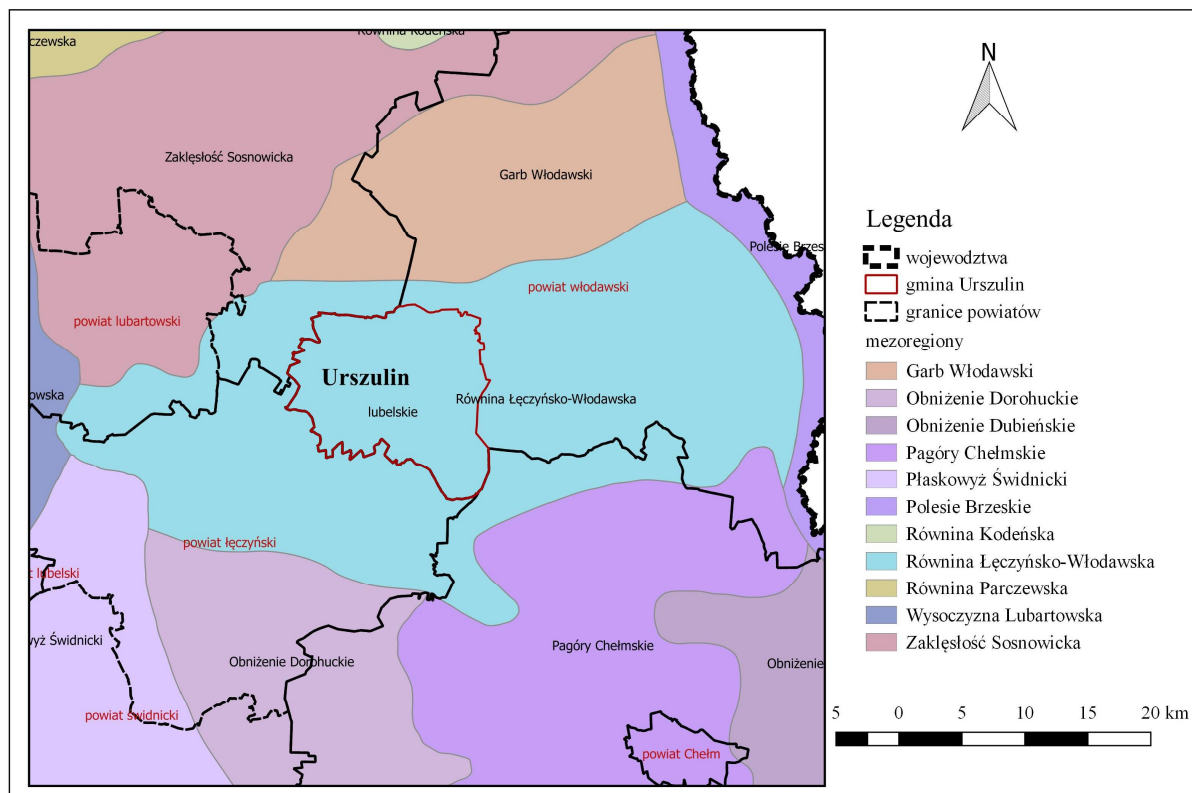 czewska
Równina Kodeńska
N
Zaklęsłość Sosnowicka
Garb Włodawski
Polesie Brzes
powiat włodawski
powiat lubartowski
Urszulin
lubelskie
Równina Łęczyńsko-Włodawska
owska
powiat łęczyński
t lubelski
wyż Świdnicki
Obniżenie Dorohuckie
Pagóry Chełmskie
Obniżenie
powiat świdnicki
powiat Chełm
Legenda
wojewodztwa
gmina Urszulin
granice powiatów
mezoregiony
Garb Włodawski
Obniżenie Dorohuckie
Obniżenie Dubieńskie
Pagóry Chełmskie
Płaskowyż Świdnicki
Polesie Brzeskie
Równina Kodeńska
Równina Łęczyńsko-Włodawska
Równina Parczewska
Wysoczyzna Lubartowska
Zaklęsłość Sosnowicka
5 0 5 10 15 20 km